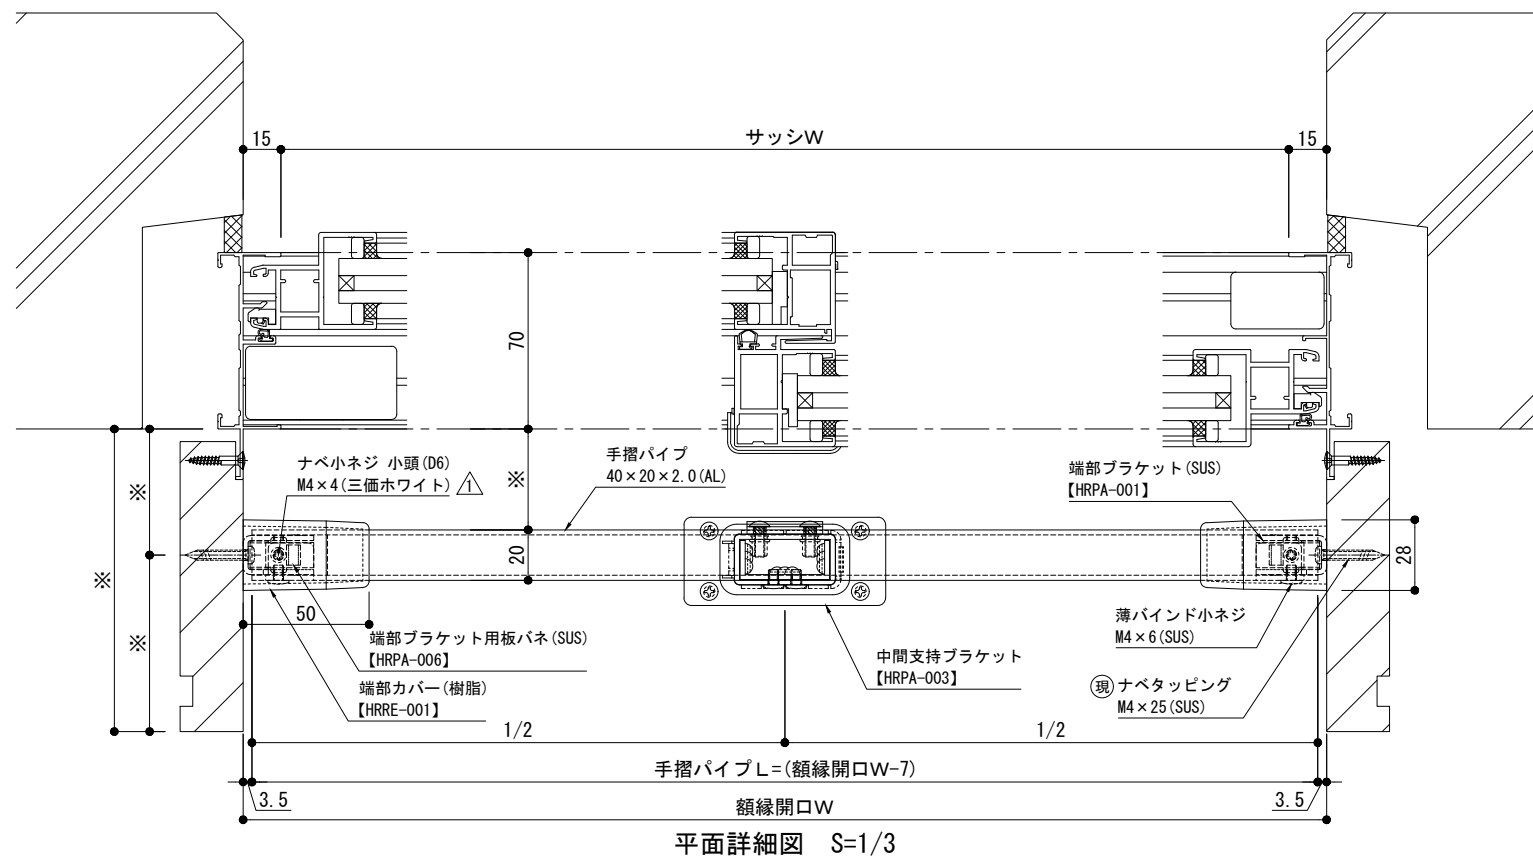 15
サッシW
15
70
ナベ小ネジ 小頭(D6)
M4×4(三価ホワイト) 1
手摺パイプ
40×20×2.0(AL)
端部ブラケット(SUS)
【HRPA-001】
※
※
※
※
20
28
50
端部ブラケット用板バネ(SUS)
【HRPA-006】
端部カバー(樹脂)
【HRRE-001】
中間支持ブラケット
【HRPA-003】
薄バインド小ネジ
M4×6(SUS)
現 ナベタッピング
M4×25(SUS)
1/2
1/2
手摺パイプL=(額縁開口W-7)
3.5
3.5
額縁開口W
平面詳細図 S=1/3